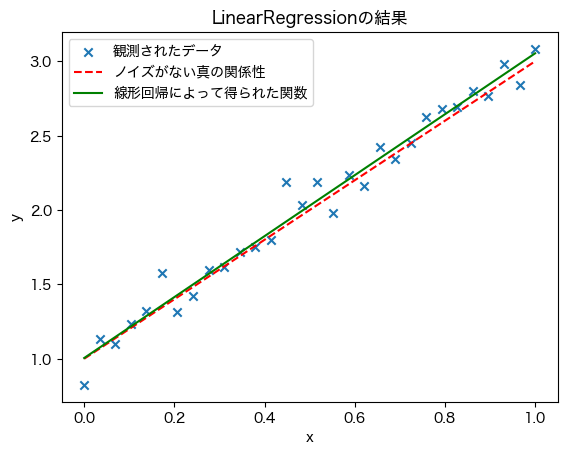 LinearRegressionの結果
観測されたデータ
ノイズがない真の関係性
線形回帰によって得られた関数
3.0
2.5
2.0
1.5
1.0
y
0.0 0.2 0.4 0.6 0.8 1.0
x